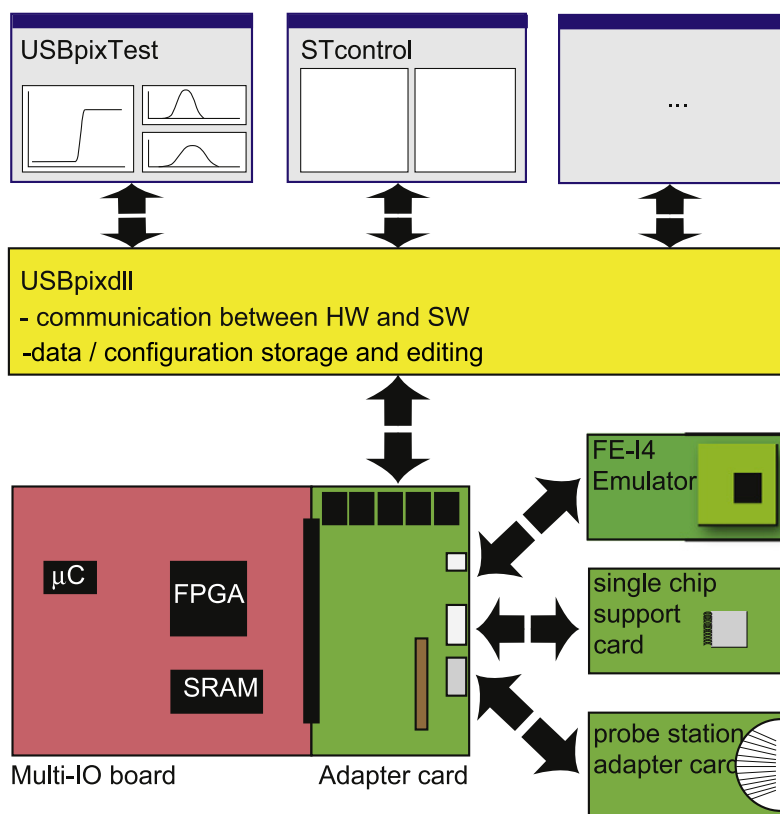 USBpixTest
STcontrol
...
USBpixdll
- communication between HW and SW
-data / configuration storage and editing
FE-I4
Emulator
μC
FPGA
SRAM
single chip
support
card
probe station
adapter card
Multi-IO board
Adapter card